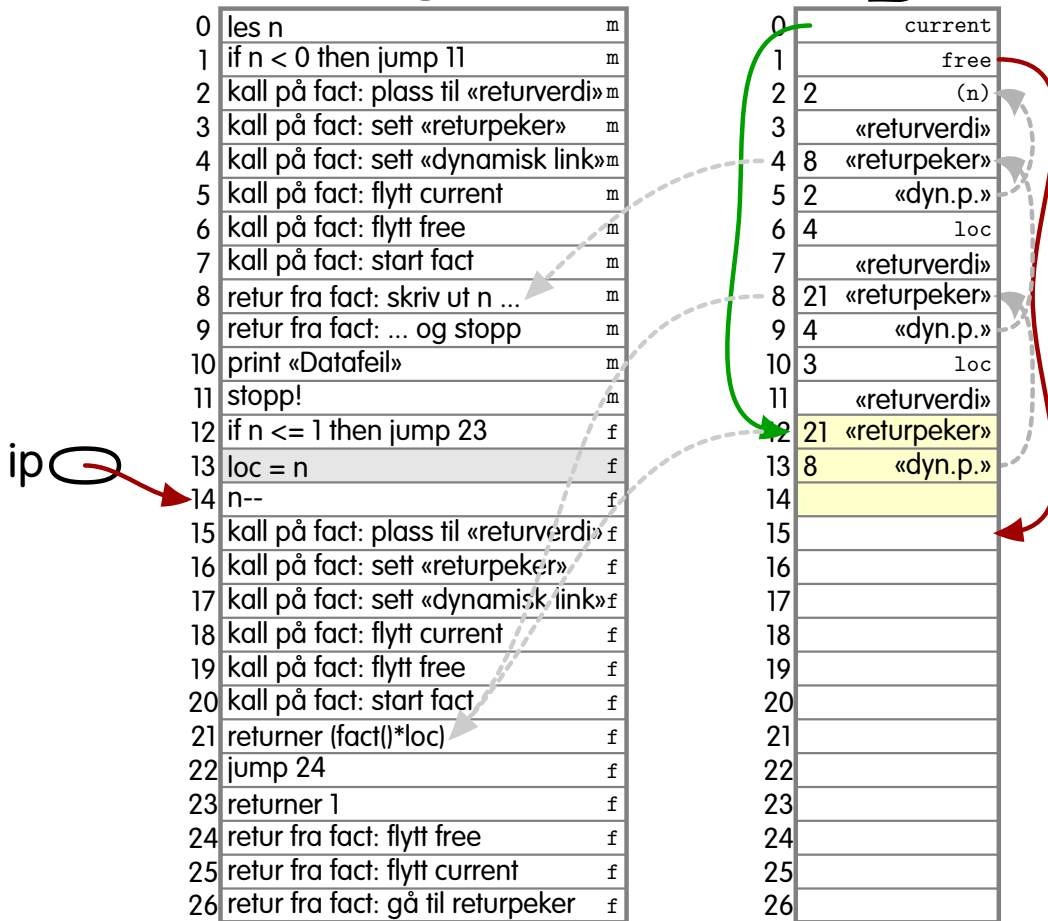 0 les n m
1 if n < 0 then jump 11 m
2 kall på fact: plass til «returverdi» m
3 kall på fact: sett «returpeker» m
4 kall på fact: sett «dynamisk link» m
5 kall på fact: flytt current m
6 kall på fact: flytt free m
7 kall på fact: start fact m
8 retur fra fact: skriv ut n ... m
9 retur fra fact: ... og stopp m
10 print «Datafeil» m
11 stopp! m
12 if n <= 1 then jump 23 f
ip
13 loc = n f
14 n-- f
15 kall på fact: plass til «returverdi» f
16 kall på fact: sett «returpeker» f
17 kall på fact: sett «dynamisk link» f
18 kall på fact: flytt current f
19 kall på fact: flytt free f
20 kall på fact: start fact f
21 returner (fact()*loc) f
22 jump 24 f
23 returner 1 f
24 retur fra fact: flytt free f
25 retur fra fact: flytt current f
26 retur fra fact: gå til returpeker f
0 current
1 free
2 2 (n)
3 «returverdi»
4 8 «returpeker»
5 2 «dyn.p.»
6 4 loc
7 «returverdi»
8 21 «returpeker»
9 4 «dyn.p.»
10 3 loc
11 «returverdi»
12 21 «returpeker»
13 8 «dyn.p.»
14
15
16
17
18
19
20
21
22
23
24
25
26